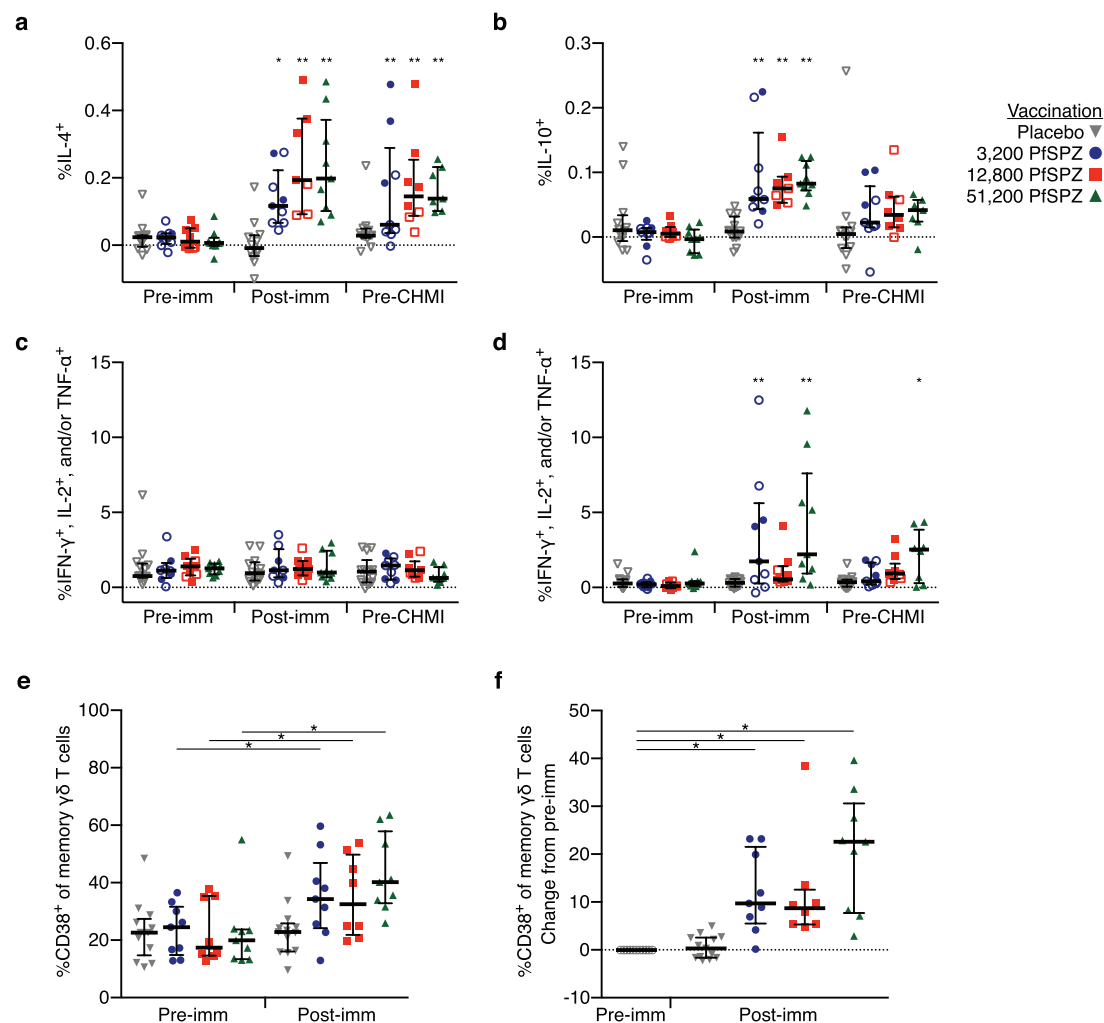 a
%IL-4⁺
0.6
0.4
0.2
0
* ** ** ** ** **
Pre-imm Post-imm Pre-CHMI
b
%IL-10⁺
0.3
0.2
0.1
0
** ** **
Pre-imm Post-imm Pre-CHMI
Vaccination
Placebo
3,200 PfSPZ
12,800 PfSPZ
51,200 PfSPZ
c
%IFN-γ⁺, IL-2⁺, and/or TNF-α⁺
15
10
5
0
Pre-imm Post-imm Pre-CHMI
d
%IFN-γ⁺, IL-2⁺, and/or TNF-α⁺
15
10
5
0
** ** *
Pre-imm Post-imm Pre-CHMI
e
%CD38⁺ of memory γδ T cells
100
80
60
40
20
0
*
*
*
Pre-imm Post-imm
f
%CD38⁺ of memory γδ T cells
Change from pre-imm
50
40
30
20
10
0
-10
*
*
*
Pre-imm Post-imm